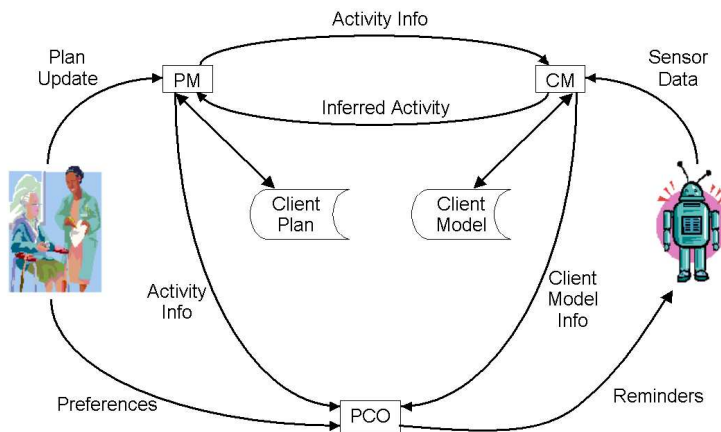 Activity Info
Plan
Update
PM
CM
Sensor
Data
Inferred Activity
Client
Plan
Client
Model
Activity
Info
Client
Model
Info
Preferences
PCO
Reminders